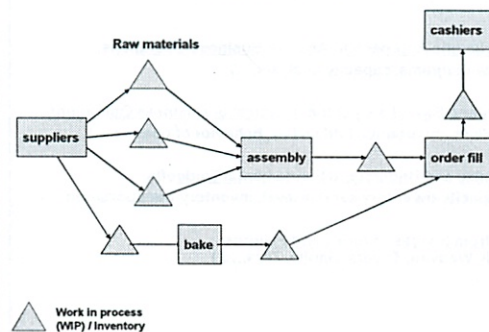 cashiers
Raw materials
suppliers
assembly
order fill
bake
Work in process
(WIP) / Inventory